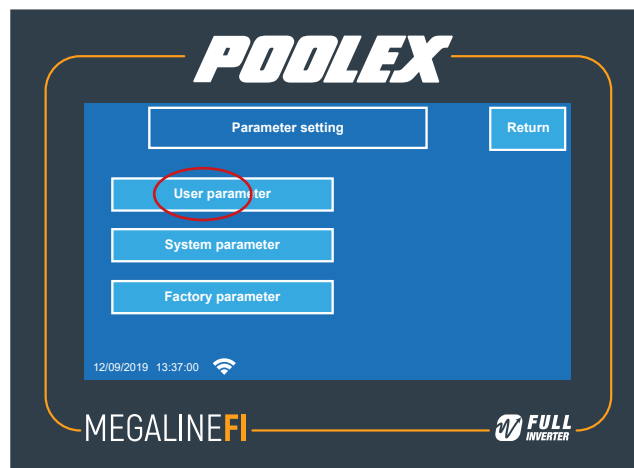 POOLEX
Parameter setting
Return
User parameter
System parameter
Factory parameter
12/09/2019 13:37:00
MEGALINEFI
FULL
INVERTER